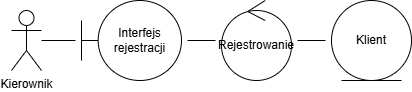 Kierownik
Interfejs
rejestracji
Rejestrowanie
Klient